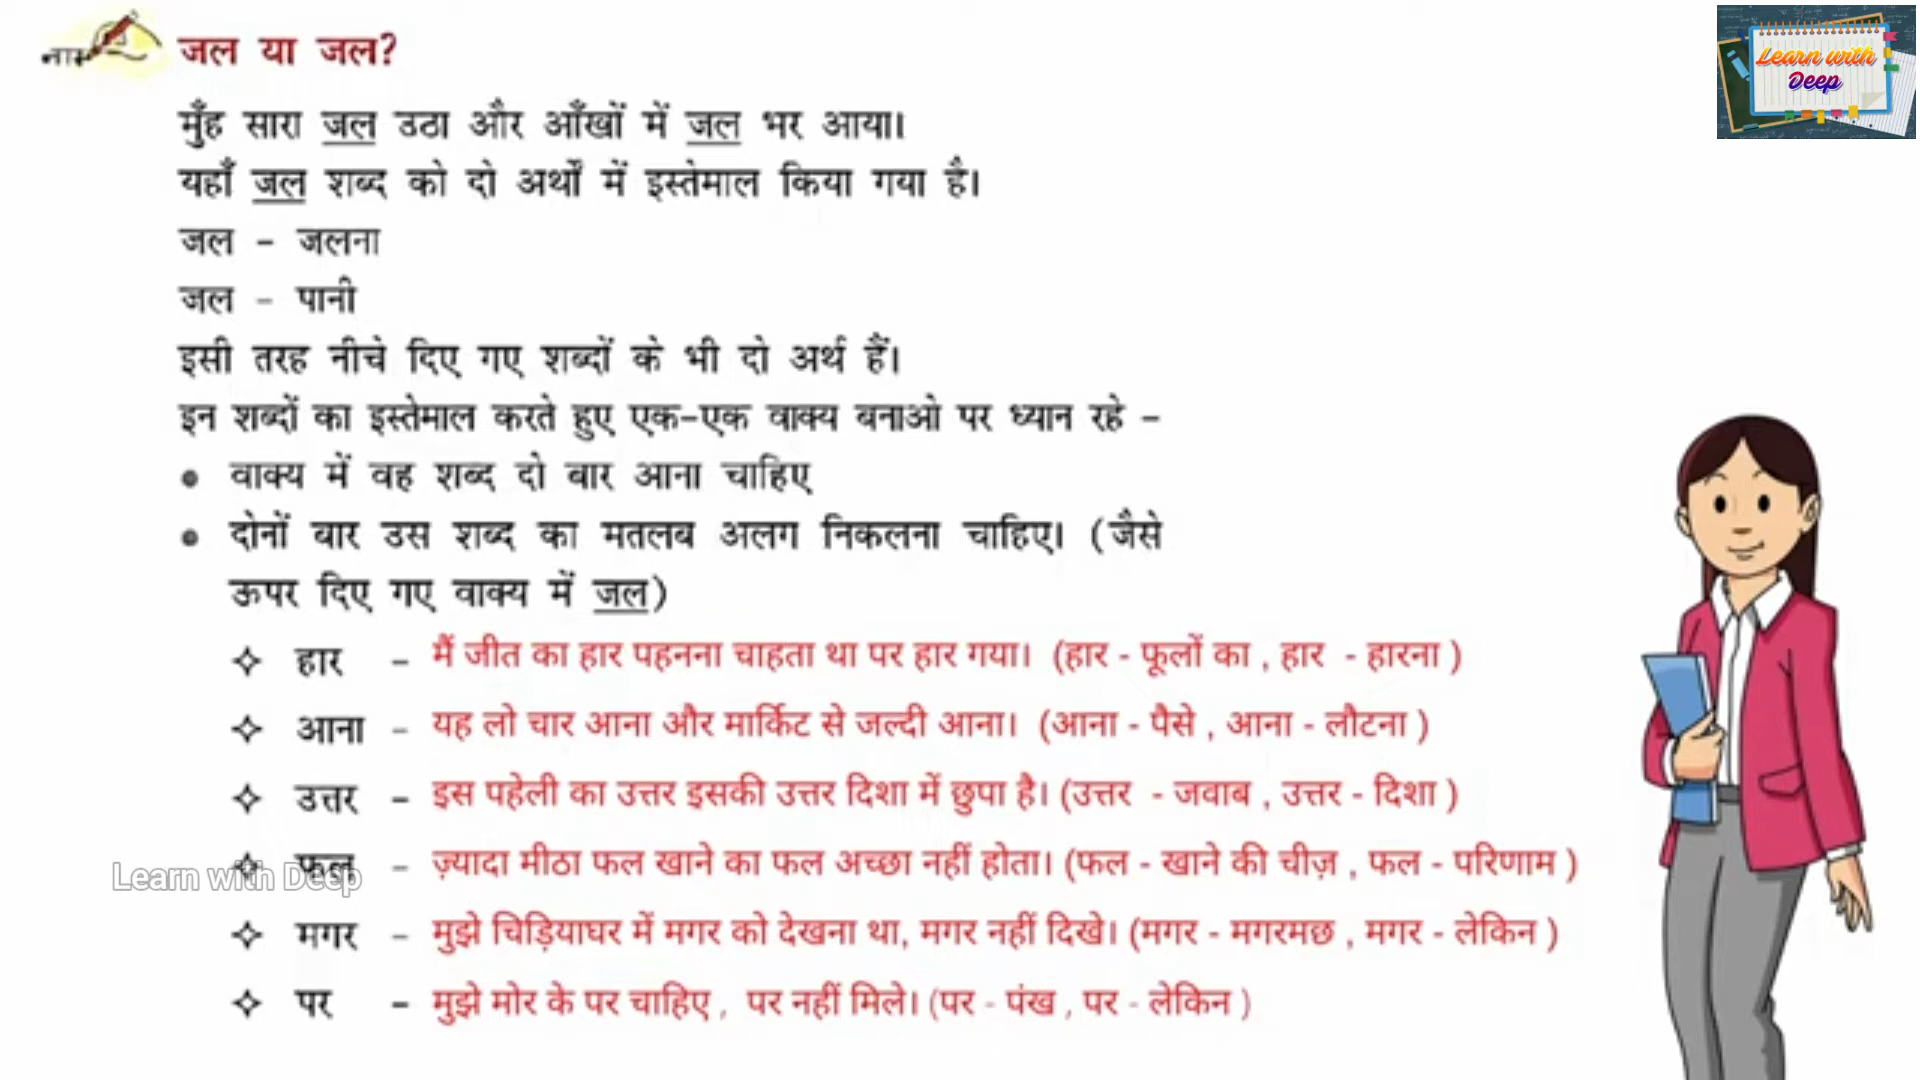 जल या जल?
Learn with
Deep
मुँह सारा जल उठा और आँखों में जल भर आया।
यहाँ जल शब्द को दो अर्थों में इस्तेमाल किया गया है।
जल - जलना
जल - पानी
इसी तरह नीचे दिए गए शब्दों के भी दो अर्थ हैं।
इन शब्दों का इस्तेमाल करते हुए एक-एक वाक्य बनाओ पर ध्यान रहे -
• वाक्य में वह शब्द दो बार आना चाहिए
• दोनों बार उस शब्द का मतलब अलग निकलना चाहिए। (जैसे
ऊपर दिए गए वाक्य में जल)
हार - मैं जीत का हार पहनना चाहता था पर हार गया। (हार - फूलों का , हार - हारना )
आना - यह लो चार आना और मार्किट से जल्दी आना। (आना - पैसे , आना - लौटना )
उत्तर - इस पहेली का उत्तर इसकी उत्तर दिशा में छुपा है। (उत्तर - जवाब , उत्तर - दिशा )
फल - ज़्यादा मीठा फल खाने का फल अच्छा नहीं होता। (फल - खाने की चीज़ , फल - परिणाम )
Learn with Deep
मगर - मुझे चिड़ियाघर में मगर को देखना था, मगर नहीं दिखे। (मगर - मगरमछ , मगर - लेकिन )
पर - मुझे मोर के पर चाहिए , पर नहीं मिले। (पर - पंख , पर - लेकिन )